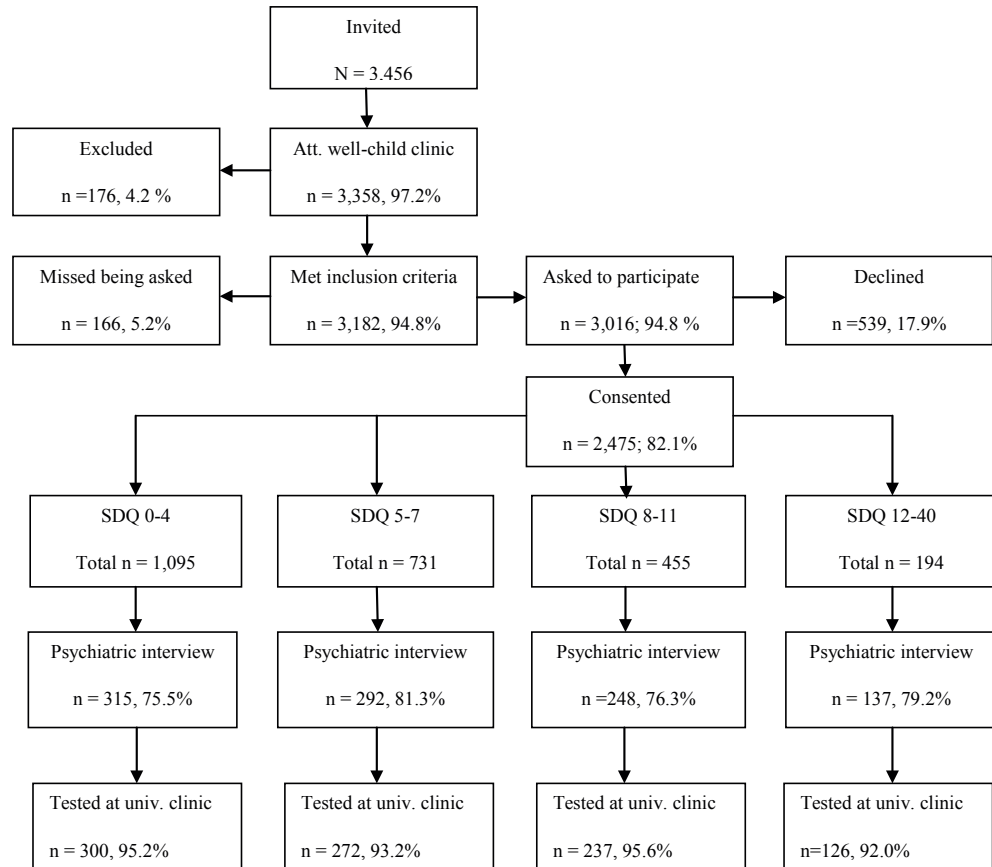 Invited
N = 3.456
Excluded
n =176, 4.2 %
Att. well-child clinic
n = 3,358, 97.2%
Missed being asked
n = 166, 5.2%
Met inclusion criteria
n = 3,182, 94.8%
Asked to participate
n = 3,016; 94.8 %
Declined
n=539, 17.9%
Consented
n = 2,475; 82.1%
SDQ 0-4
Total n = 1,095
SDQ 5-7
Total n = 731
SDQ 8-11
Total n = 455
SDQ 12-40
Total n = 194
Psychiatric interview
n = 315, 75.5%
Psychiatric interview
n = 292, 81.3%
Psychiatric interview
n =248, 76.3%
Psychiatric interview
n = 137, 79.2%
Tested at univ. clinic
n = 300, 95.2%
Tested at univ. clinic
n = 272, 93.2%
Tested at univ. clinic
n = 237, 95.6%
Tested at univ. clinic
n=126, 92.0%